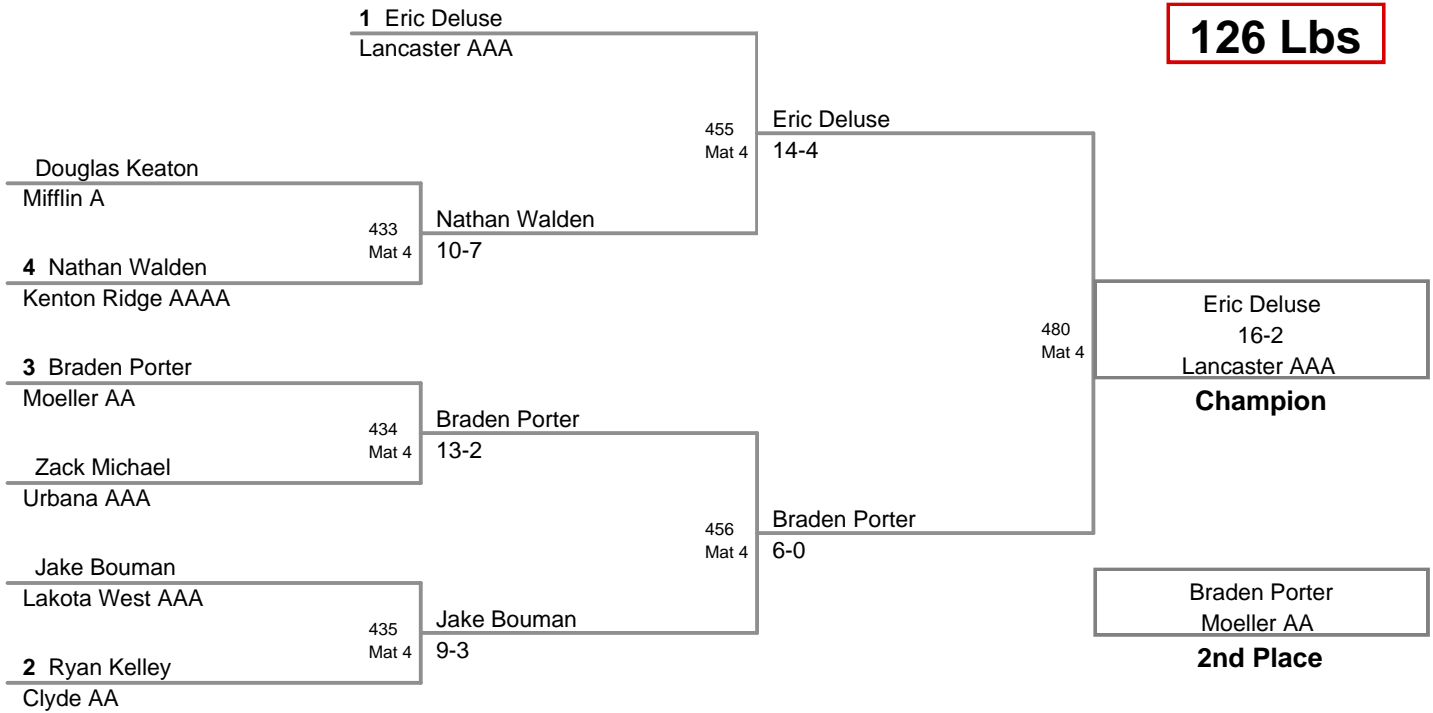 1 Eric Deluse
Lancaster AAA
126 Lbs
455
Mat 4
Eric Deluse
14-4
Douglas Keaton
Mifflin A
433
Mat 4
Nathan Walden
10-7
4 Nathan Walden
Kenton Ridge AAAA
480
Mat 4
Eric Deluse
16-2
Lancaster AAA
Champion
3 Braden Porter
Moeller AA
434
Mat 4
Braden Porter
13-2
Zack Michael
Urbana AAA
456
Mat 4
Braden Porter
6-0
Jake Bouman
Lakota West AAA
435
Mat 4
Jake Bouman
9-3
2 Ryan Kelley
Clyde AA
Braden Porter
Moeller AA
2nd Place